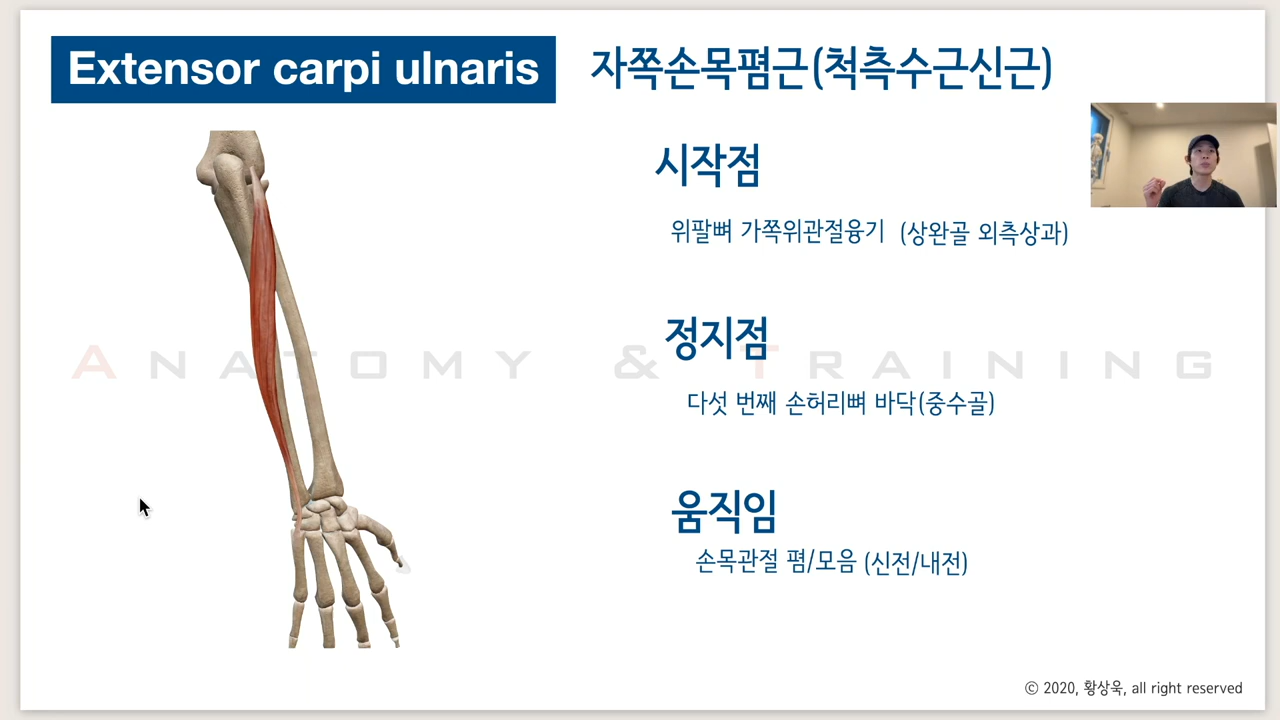 Extensor carpi ulnaris 자쪽손목폄근(척측수근신근)
시작점
위팔뼈 가쪽위관절융기 (상완골 외측상과)
정지점
ANATOMY & TRAINING
다섯 번째 손허리뼈 바닥(중수골)
움직임
손목관절 폄/모음 (신전/내전)
© 2020, 황상욱, all right reserved